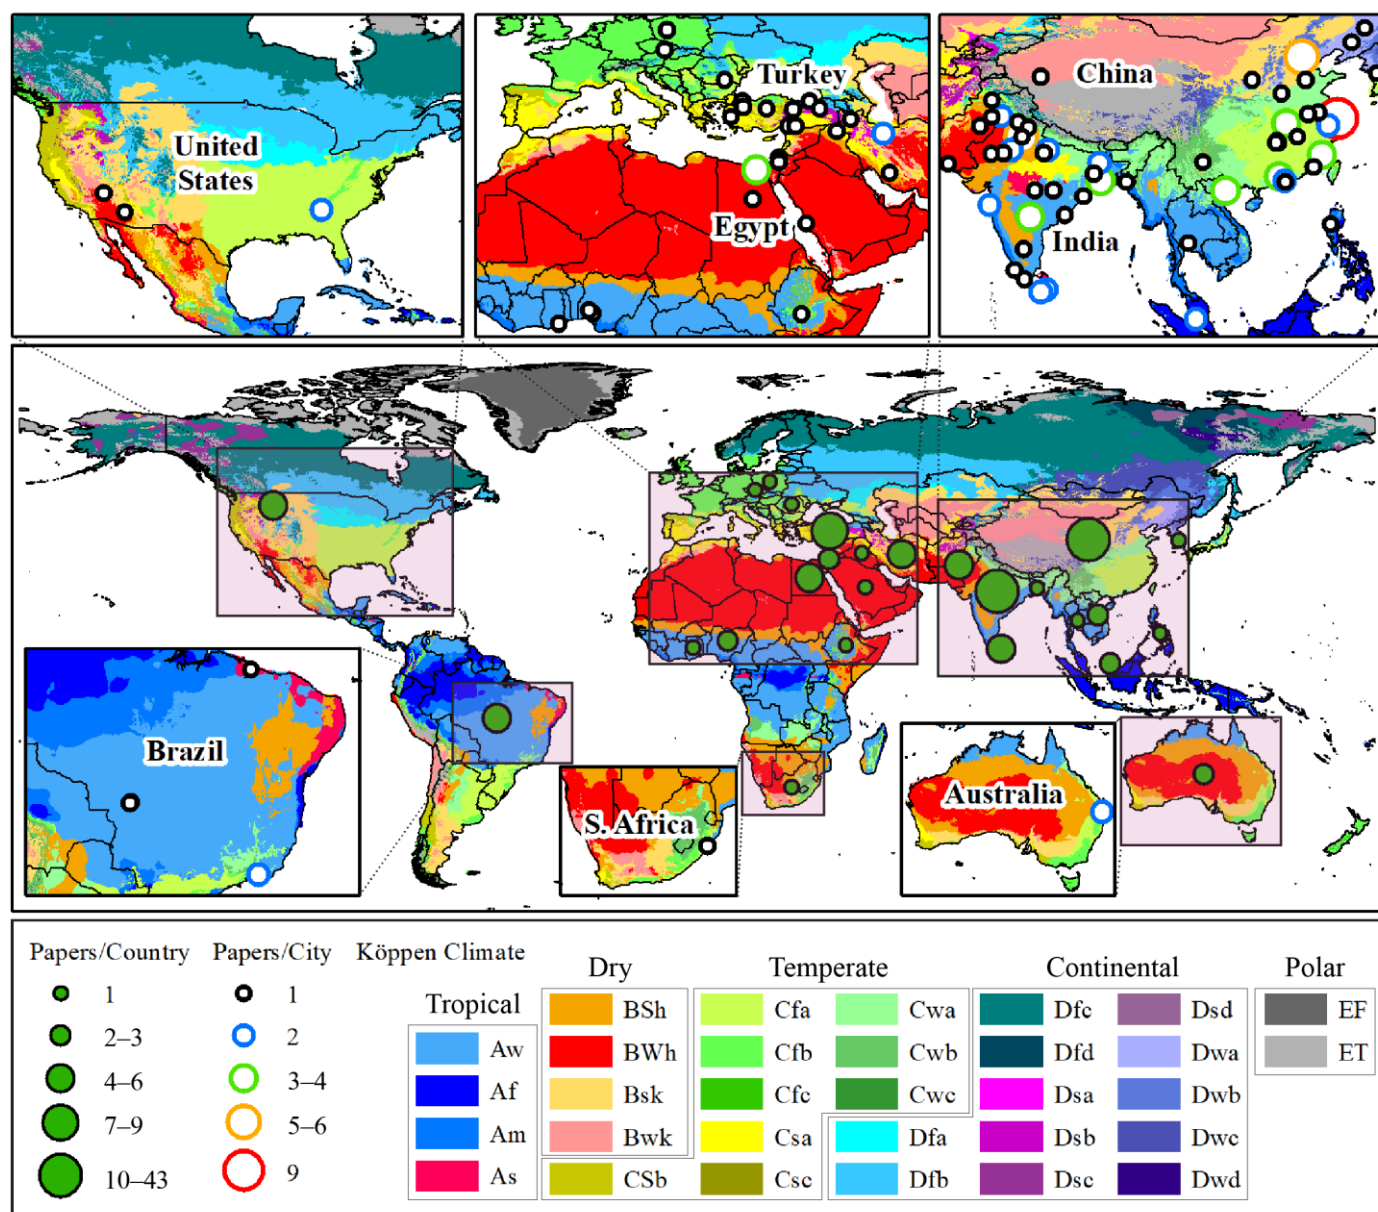 United
States
Turkey
Egypt
China
India
Brazil
S. Africa
Australia
Papers/Country
1
2–3
4–6
7–9
10–43
Papers/City
1
2
3–4
5–6
9
Köppen Climate
Tropical
Aw
Af
Am
As
Dry
BSh
BWh
Bsk
Bwk
CSb
Temperate
Cfa
Cfb
Cfc
Csa
Csc
Cwa
Cwb
Cwc
Continental
Dfa
Dfb
Dfc
Dfd
Dsa
Dsb
Dsc
Dsd
Dwa
Dwb
Dwc
Dwd
Polar
EF
ET